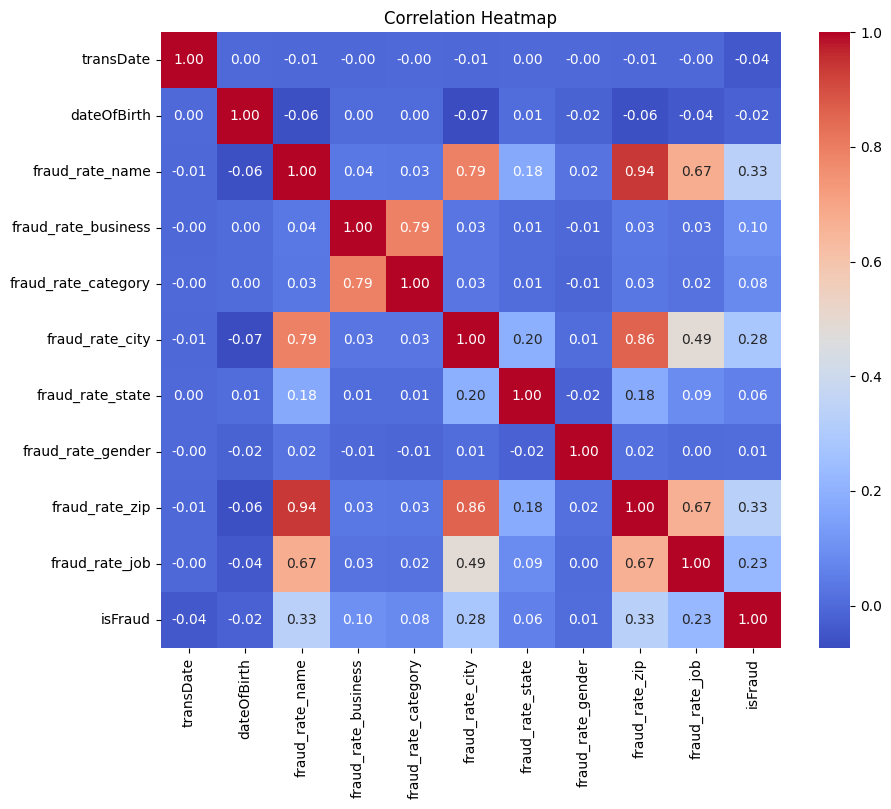 Correlation Heatmap
transDate 1.00 0.00 -0.01 -0.00 -0.00 -0.01 0.00 -0.00 -0.01 -0.00 -0.04
dateOfBirth 0.00 1.00 -0.06 0.00 0.00 -0.07 0.01 -0.02 -0.06 -0.04 -0.02
fraud_rate_name -0.01 -0.06 1.00 0.04 0.03 0.79 0.18 0.02 0.94 0.67 0.33
fraud_rate_business -0.00 0.00 0.04 1.00 0.79 0.03 0.01 -0.01 0.03 0.03 0.10
fraud_rate_category -0.00 0.00 0.03 0.79 1.00 0.03 0.01 -0.01 0.03 0.02 0.08
fraud_rate_city -0.01 -0.07 0.79 0.03 0.03 1.00 0.20 0.01 0.86 0.49 0.28
fraud_rate_state 0.00 0.01 0.18 0.01 0.01 0.20 1.00 -0.02 0.18 0.09 0.06
fraud_rate_gender -0.00 -0.02 0.02 -0.01 -0.01 0.01 -0.02 1.00 0.02 0.00 0.01
fraud_rate_zip -0.01 -0.06 0.94 0.03 0.03 0.86 0.18 0.02 1.00 0.67 0.33
fraud_rate_job -0.00 -0.04 0.67 0.03 0.02 0.49 0.09 0.00 0.67 1.00 0.23
isFraud -0.04 -0.02 0.33 0.10 0.08 0.28 0.06 0.01 0.33 0.23 1.00
transDate
dateOfBirth
fraud_rate_name
fraud_rate_business
fraud_rate_category
fraud_rate_city
fraud_rate_state
fraud_rate_gender
fraud_rate_zip
fraud_rate_job
isFraud
1.0
0.8
0.6
0.4
0.2
0.0